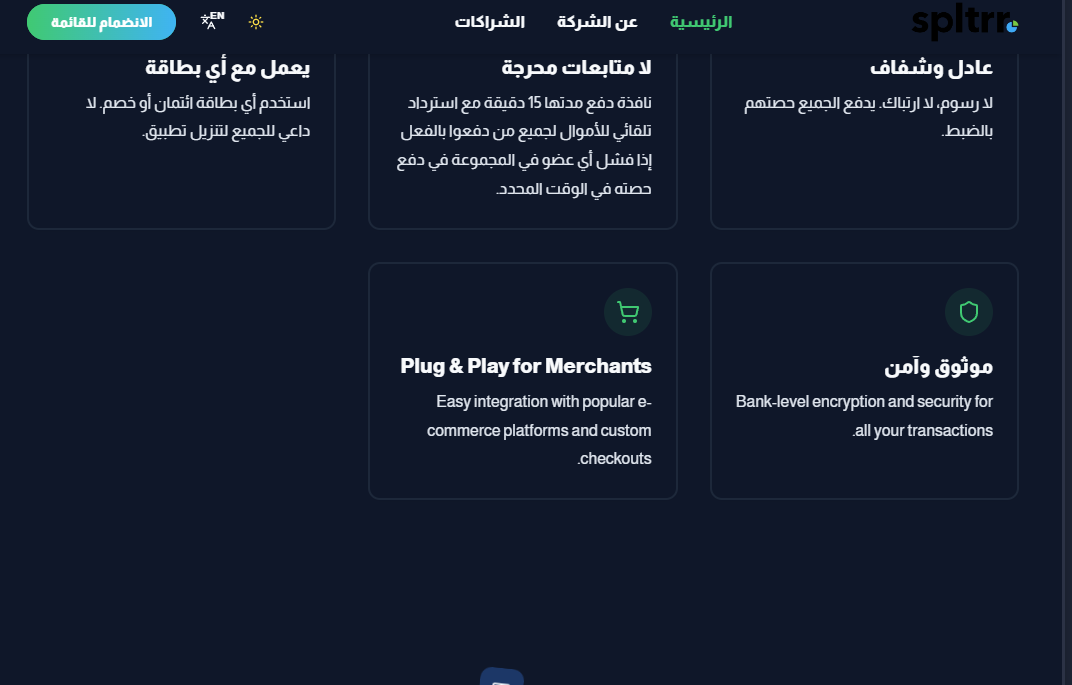 spltrr
الرئيسية
عن الشركة
الشراكات
EN
الانضمام للقائمة
عادل وشفاف
لا رسوم، لا ارتباك. يدفع الجميع حصتهم
بالضبط.
لا متابعات محرجة
نافذة دفع مدتها 15 دقيقة مع استرداد
تلقائي للأموال لجميع من دفعوا بالفعل
إذا فشل أي عضو في المجموعة في دفع
حصته في الوقت المحدد.
يعمل مع أي بطاقة
استخدم أي بطاقة ائتمان أو خصم. لا
داعي للجميع لتنزيل تطبيق.
موثوق وآمن
Bank-level encryption and security for
all your transactions.
Plug & Play for Merchants
Easy integration with popular e-
commerce platforms and custom
checkouts.